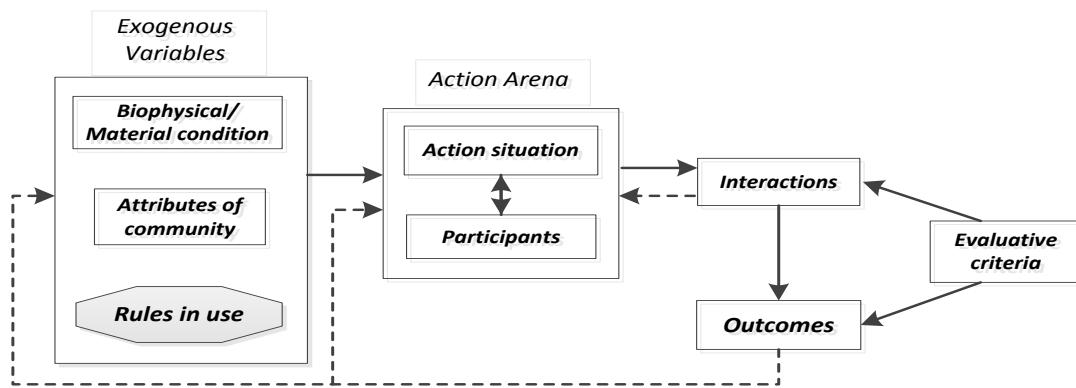 Exogenous
Variables
Biophysical/
Material condition
Attributes of
community
Rules in use
Action Arena
Action situation
Participants
Interactions
Outcomes
Evaluative
criteria